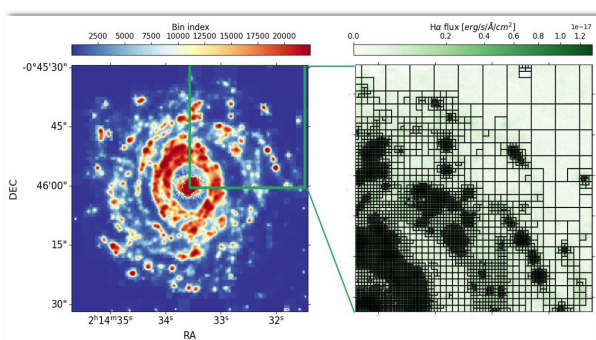 Bin index
2500 5000 7500 10000 12500 15000 17500 20000
Hα flux [erg/s/Å/cm²]
1e−17
0.0 0.2 0.4 0.6 0.8 1.0 1.2
-0°45'30"
45"
46'00"
15"
30"
DEC
2ʰ14ᵐ35ˢ 34ˢ 33ˢ 32ˢ
RA